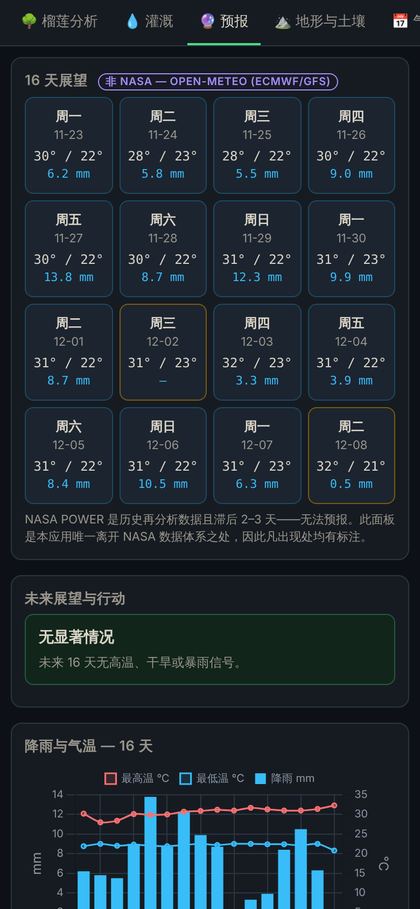 🌳 榴莲分析 💧 灌溉 🔮 预报 ⛰️ 地形与土壤 📅
16 天展望 非 NASA — OPEN-METEO (ECMWF/GFS)
周一 周二 周三 周四
11-23 11-24 11-25 11-26
30° / 22° 28° / 23° 28° / 22° 30° / 22°
6.2 mm 5.8 mm 5.5 mm 9.0 mm
周五 周六 周日 周一
11-27 11-28 11-29 11-30
30° / 22° 30° / 22° 31° / 22° 31° / 23°
13.8 mm 8.7 mm 12.3 mm 9.9 mm
周二 周三 周四 周五
12-01 12-02 12-03 12-04
31° / 22° 31° / 23° 32° / 23° 31° / 22°
8.7 mm — 3.3 mm 3.9 mm
周六 周日 周一 周二
12-05 12-06 12-07 12-08
31° / 22° 31° / 22° 31° / 23° 32° / 21°
8.4 mm 10.5 mm 6.3 mm 0.5 mm
NASA POWER 是历史再分析数据且滞后 2–3 天——无法预报。此面板
是本应用唯一离开 NASA 数据体系之处，因此凡出现处均有标注。
未来展望与行动
无显著情况
未来 16 天无高温、干旱或暴雨信号。
降雨与气温 — 16 天
最高温 °C 最低温 °C 降雨 mm
14 35
12 30
10 25
8 20
6 15
4 10
mm
°C